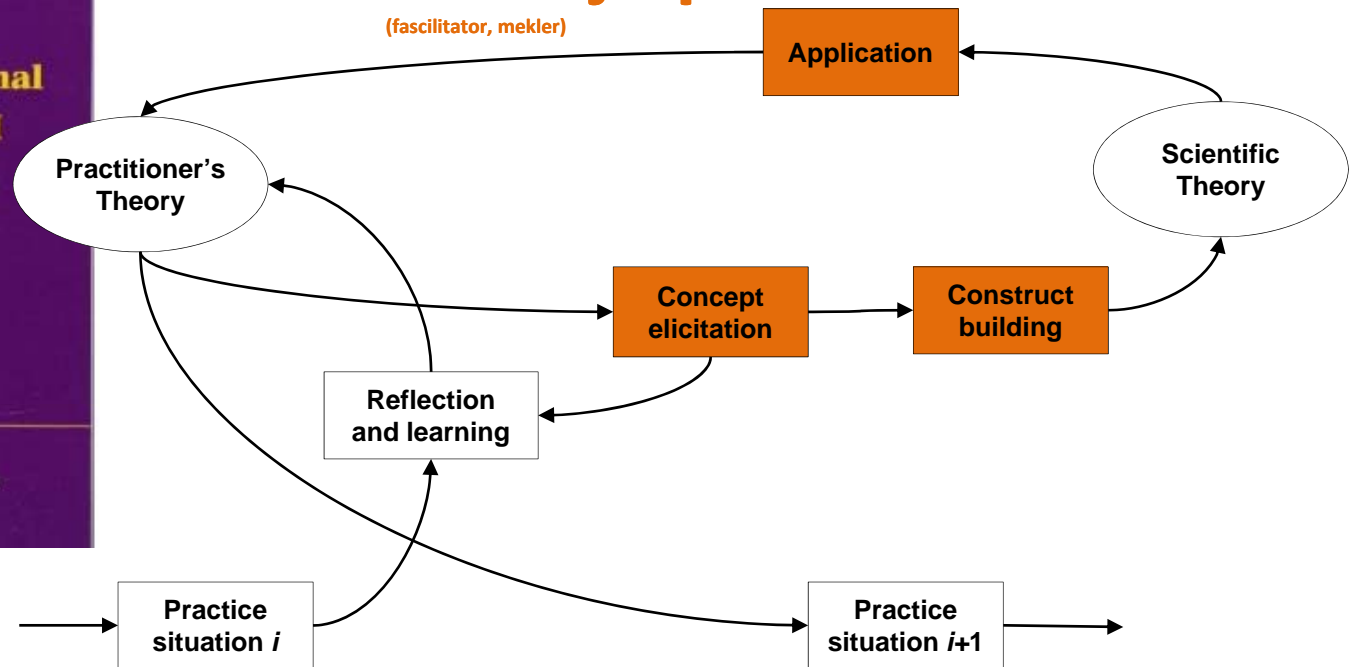 (fascilitator, mekler)
Application
nal
Practitioner's
Theory
Scientific
Theory
Concept
elicitation
Construct
building
Reflection
and learning
Practice
situation i
Practice
situation i+1